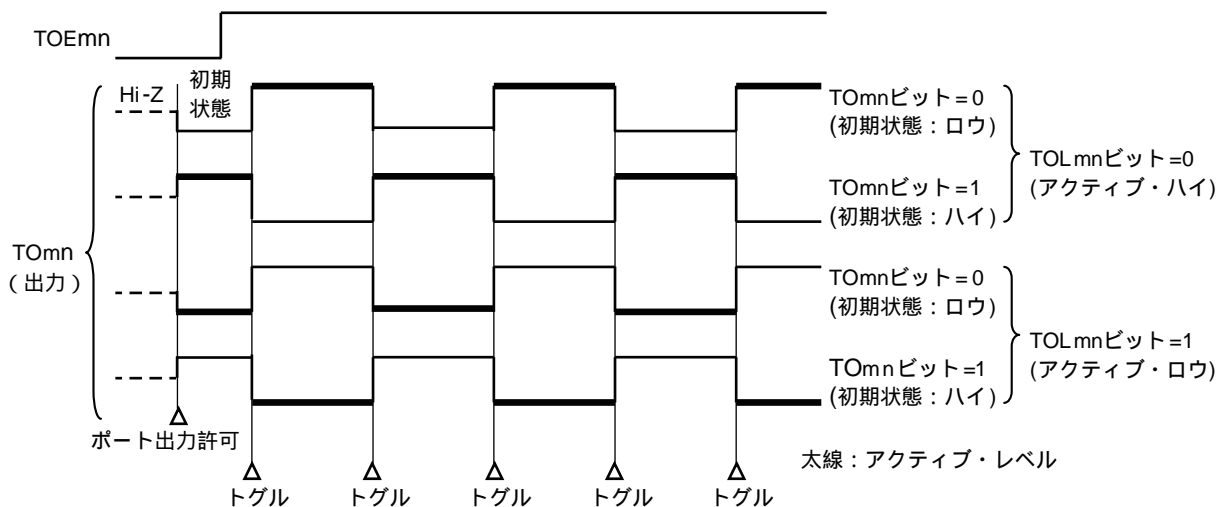 TOEmn
Hi-Z
初期
状態
TOmnビット=0
(初期状態：ロウ)
TOLmnビット=0
(アクティブ・ハイ)
TOmnビット=1
(初期状態：ハイ)
TOmn
（出力）
TOmnビット=0
(初期状態：ロウ)
TOLmnビット=1
(アクティブ・ロウ)
TOmnビット=1
(初期状態：ハイ)
ポート出力許可
太線：アクティブ・レベル
トグル
トグル
トグル
トグル
トグル